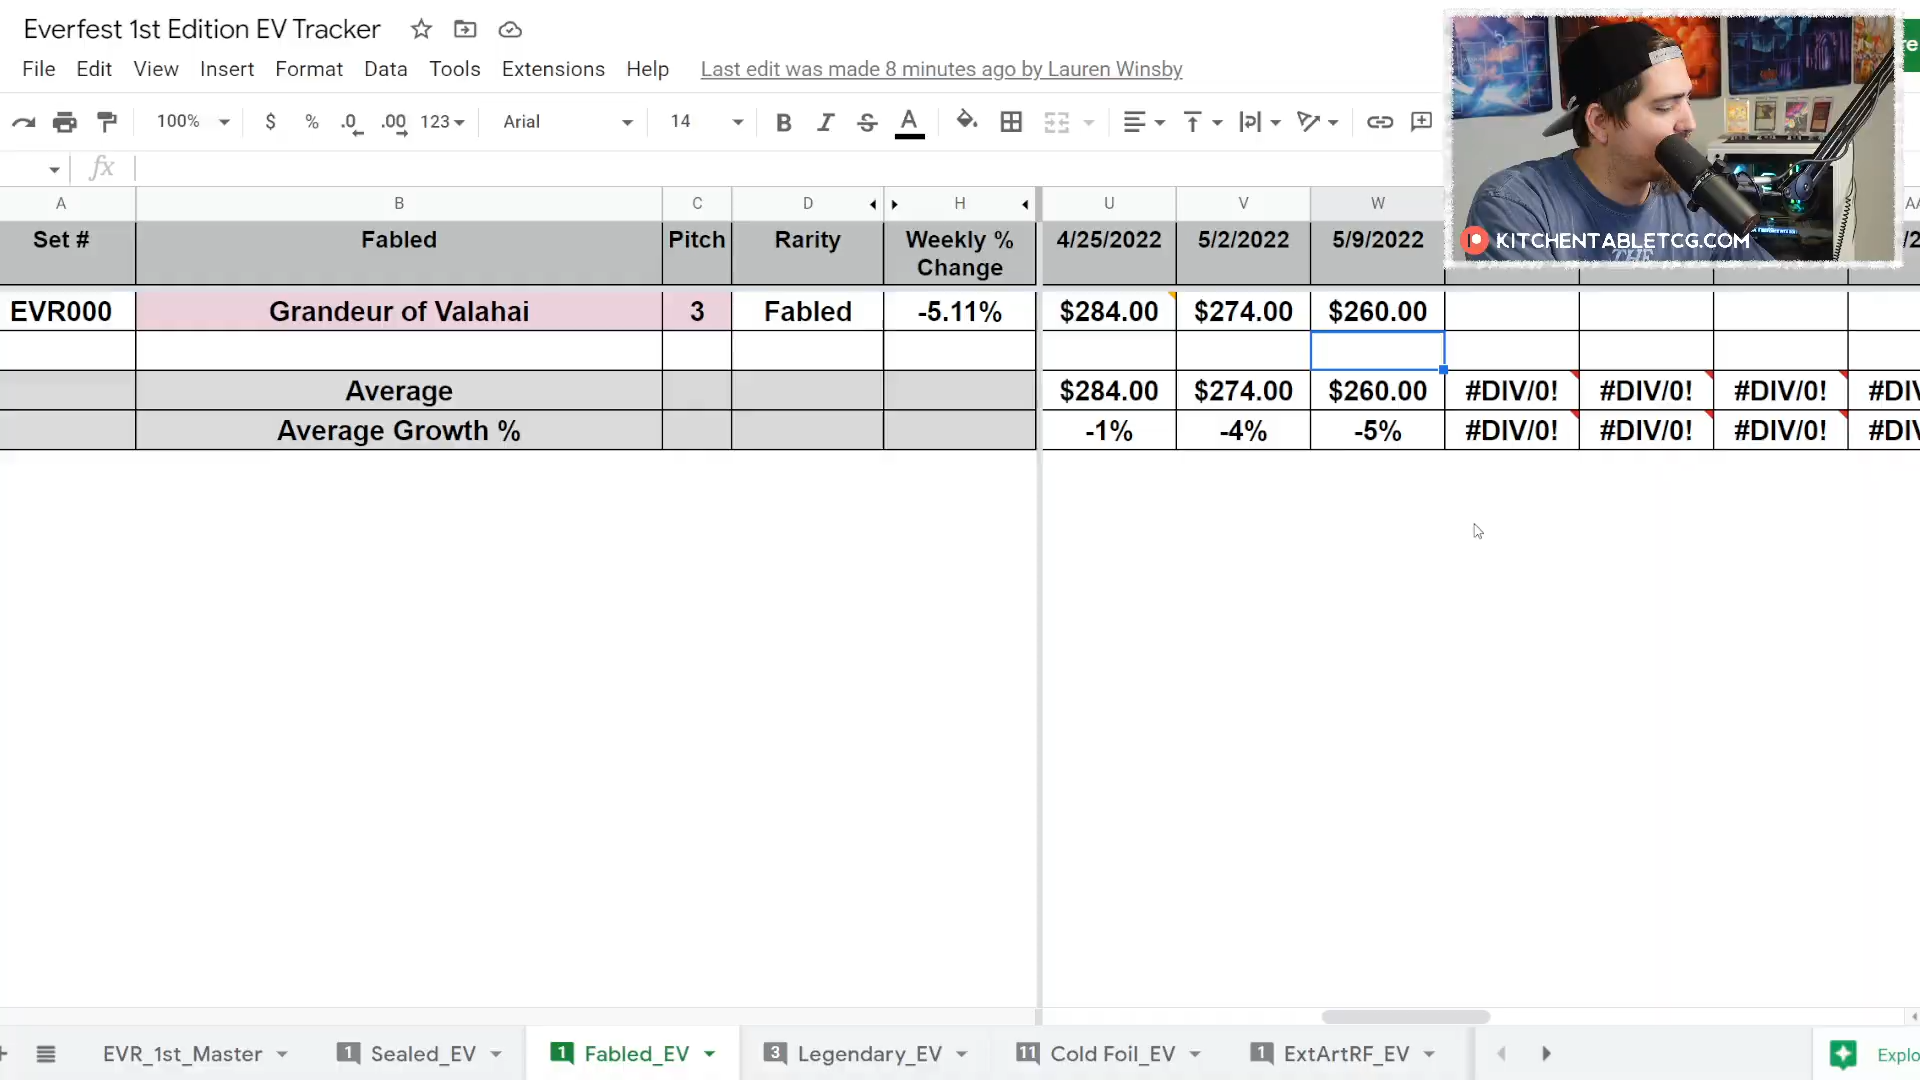 Everfest 1st Edition EV Tracker
File Edit View Insert Format Data Tools Extensions Help Last edit was made 8 minutes ago by Lauren Winsby
100% $ % .0 .00 123 Arial 14 B I S A
fx
A B C D H U V W
Set # Fabled Pitch Rarity Weekly % Change 4/25/2022 5/2/2022 5/9/2022
EVR000 Grandeur of Valahai 3 Fabled -5.11% $284.00 $274.00 $260.00
Average $284.00 $274.00 $260.00 #DIV/0! #DIV/0! #DIV/0! #DIV
Average Growth % -1% -4% -5% #DIV/0! #DIV/0! #DIV/0! #DIV
KITCHENTABLETCG.COM
THE
EVR_1st_Master 1 Sealed_EV 1 Fabled_EV 3 Legendary_EV 11 Cold Foil_EV 1 ExtArtRF_EV Explo